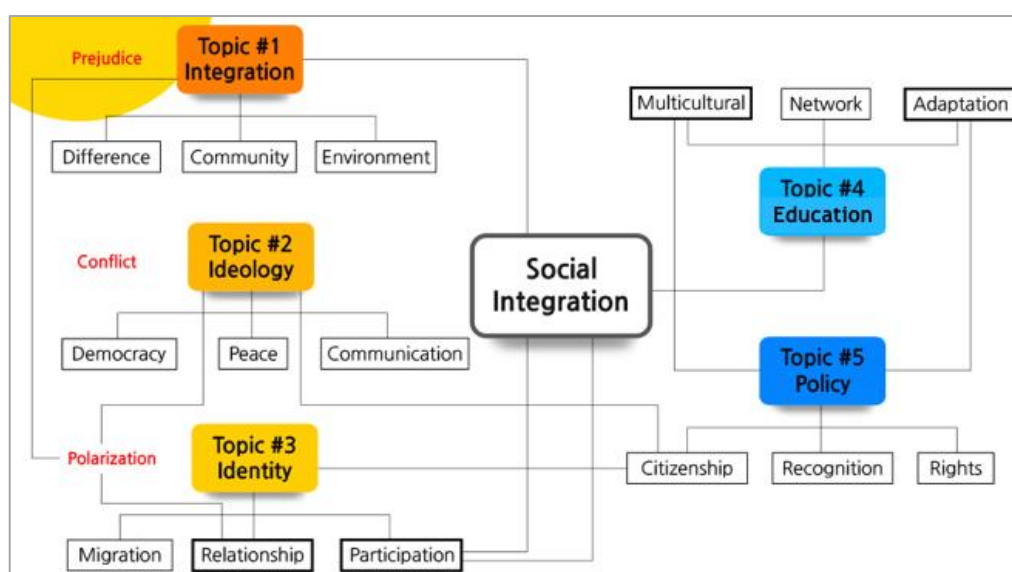 Prejudice
Topic #1
Integration
Difference
Community
Environment
Conflict
Topic #2
Ideology
Democracy
Peace
Communication
Polarization
Topic #3
Identity
Migration
Relationship
Participation
Social
Integration
Multicultural
Network
Adaptation
Topic #4
Education
Topic #5
Policy
Citizenship
Recognition
Rights